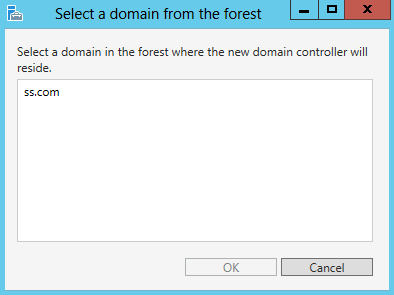 Select a domain from the forest
Select a domain in the forest where the new domain controller will
reside.
ss.com
OK
Cancel